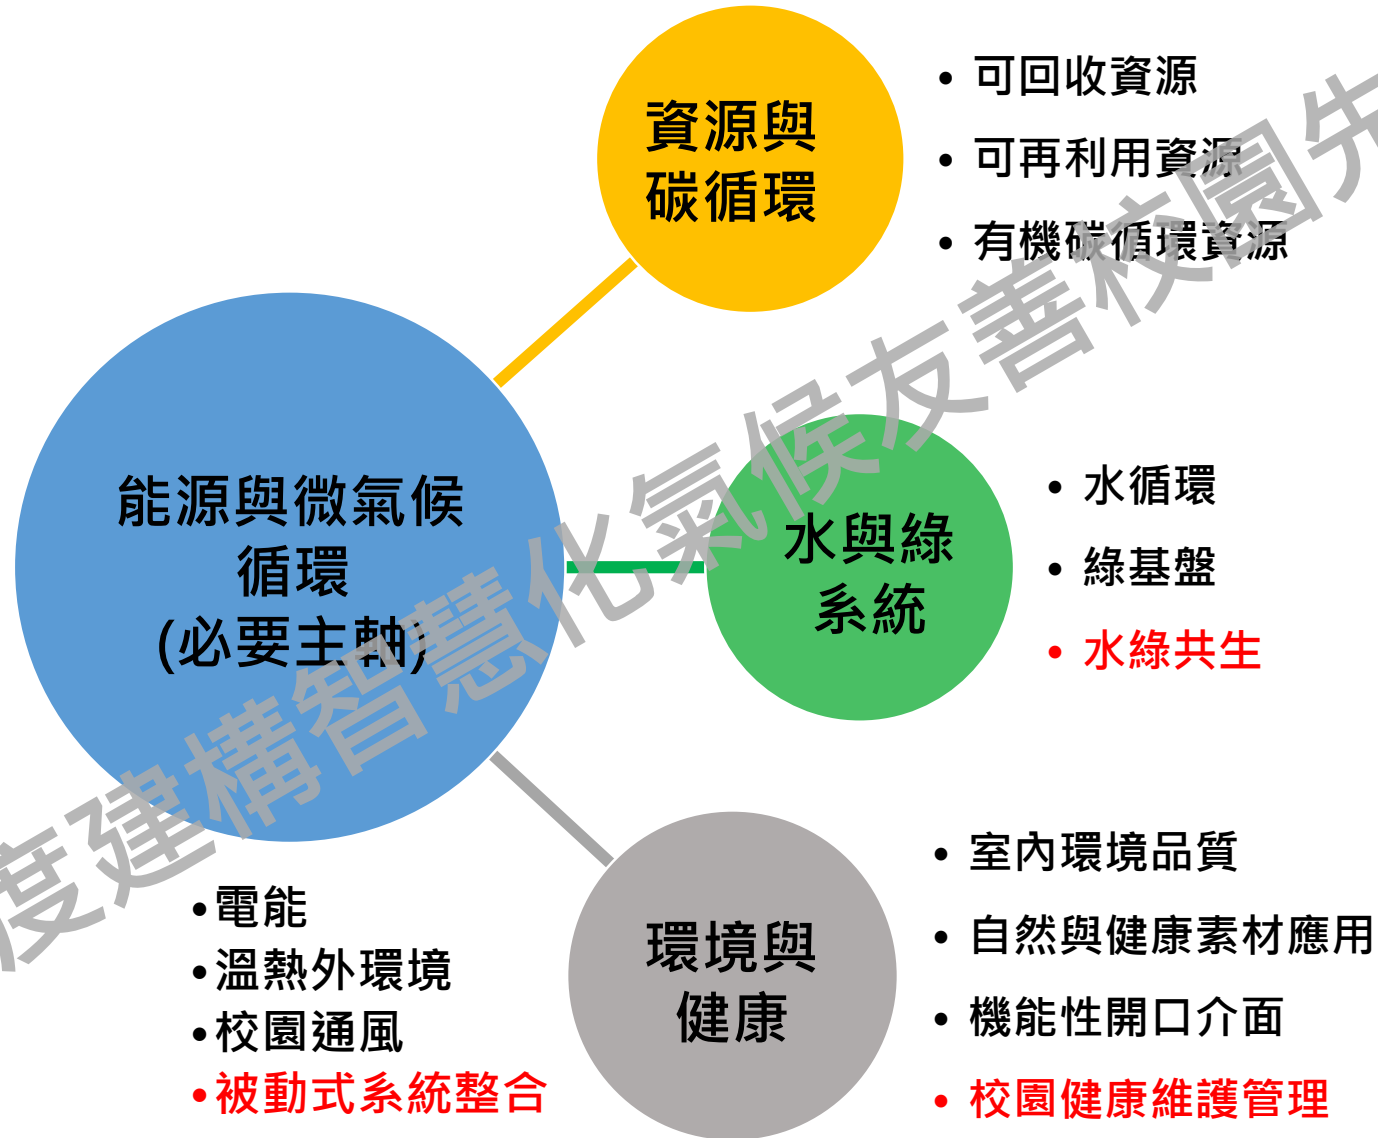 資源與
碳循環
• 可回收資源
• 可再利用資源
• 有機碳循環資源
能源與微氣候
循環
(必要主軸)
•電能
•溫熱外環境
•校園通風
•被動式系統整合
水與綠
系統
• 水循環
• 綠基盤
• 水綠共生
環境與
健康
• 室內環境品質
• 自然與健康素材應用
• 機能性開口介面
• 校園健康維護管理
度建構智慧化氣候友善校園先